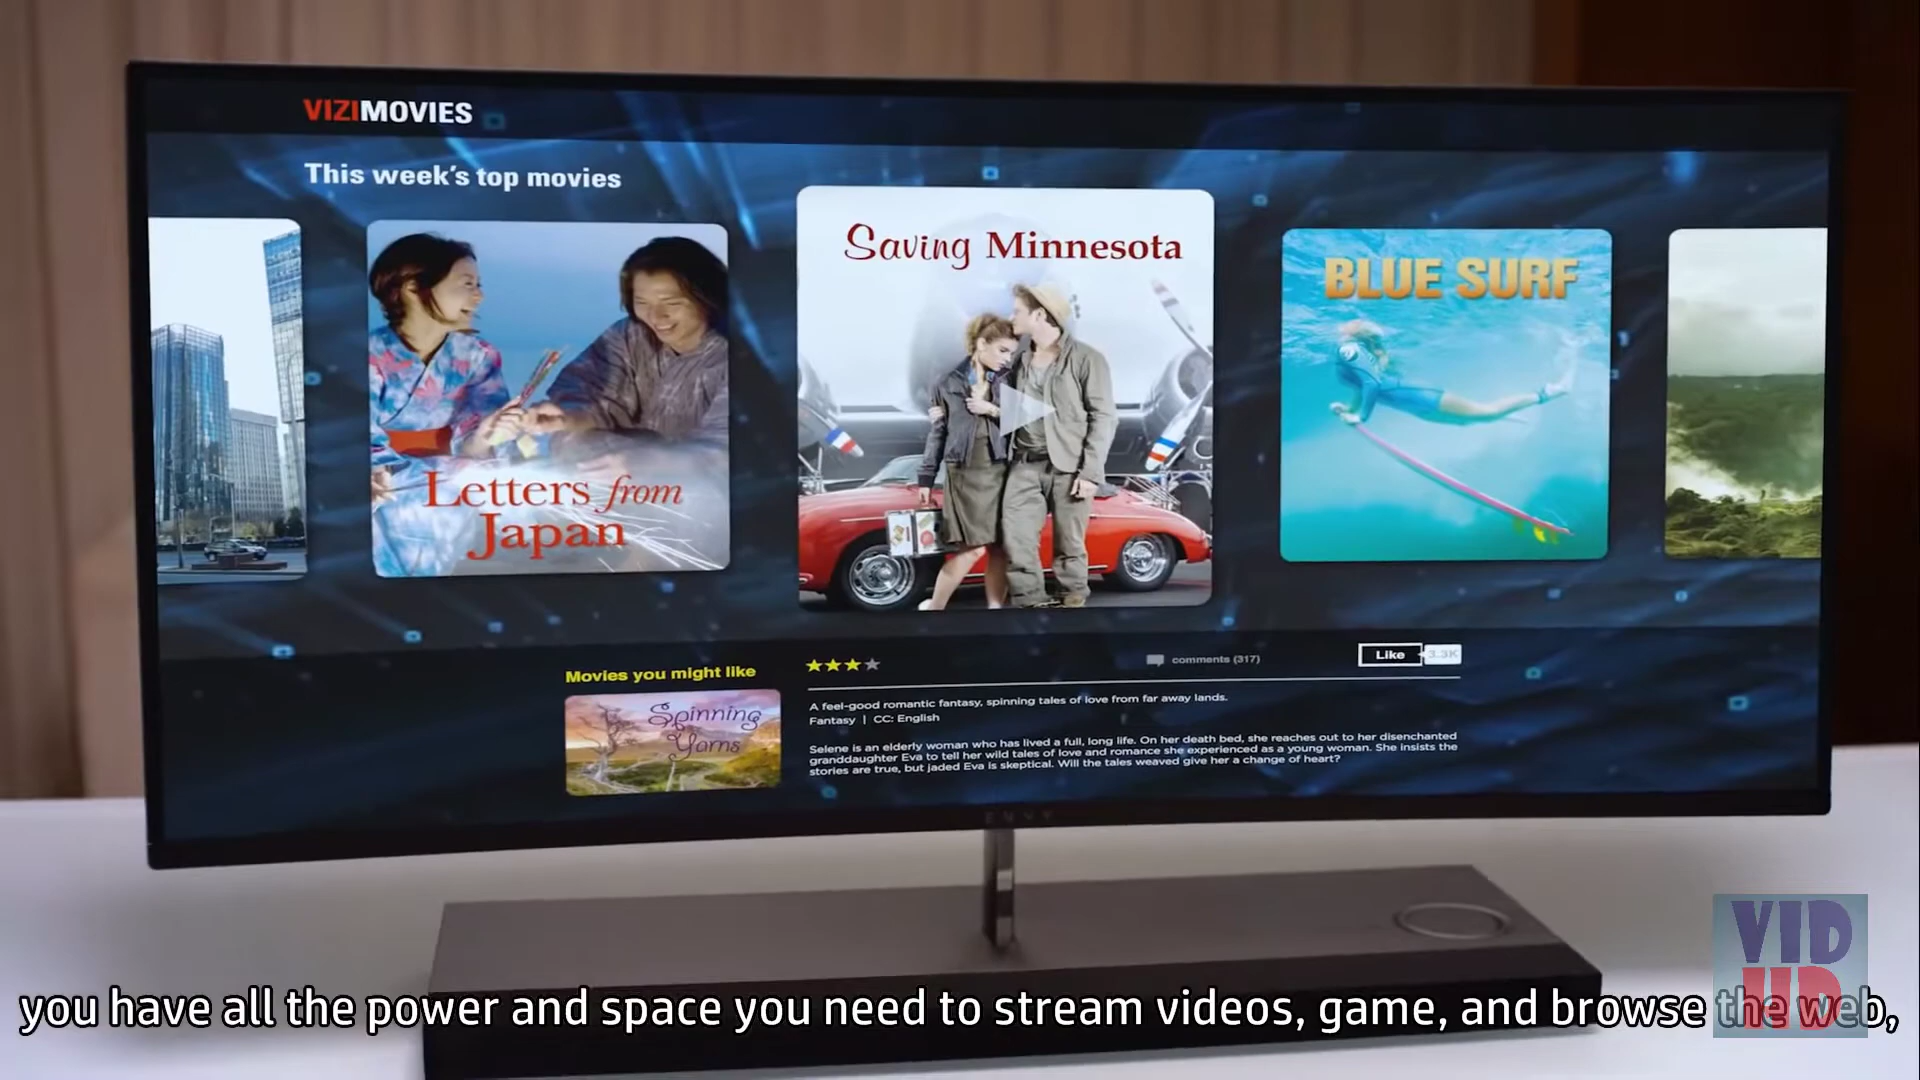 VIZIMOVIES
This week's top movies
Letters from
Japan
Saving Minnesota
BLUE SURF
Movies you might like
Spinning
Yarns
comments (317)
Like
3.3K
A feel-good romantic fantasy, spinning tales of love from far away lands.
Fantasy | CC: English
Selene is an elderly woman who has lived a full, long life. On her death bed, she reaches out to her disenchanted
granddaughter Eva to tell her wild tales of love and romance she experienced as a young woman. She insists the
stories are true, but jaded Eva is skeptical. Will the tales weaved give her a change of heart?
ENVY
VID
HD
you have all the power and space you need to stream videos, game, and browse the web,